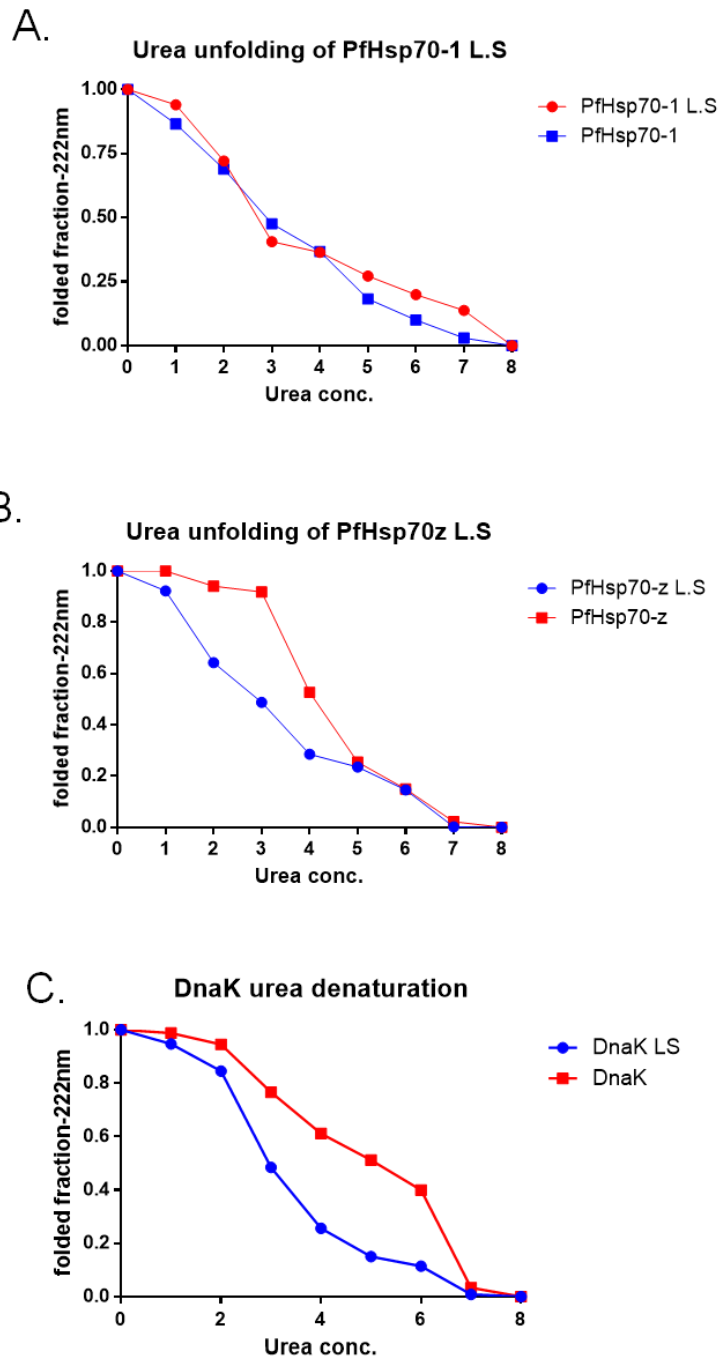 A.
Urea unfolding of PfHsp70-1 L.S
folded fraction-222nm
1.00
0.75
0.50
0.25
0.00
0 1 2 3 4 5 6 7 8
Urea conc.
PfHsp70-1 L.S
PfHsp70-1
B.
Urea unfolding of PfHsp70z L.S
folded fraction-222nm
1.0
0.8
0.6
0.4
0.2
0.0
0 1 2 3 4 5 6 7 8
Urea conc.
PfHsp70-z L.S
PfHsp70-z
C.
DnaK urea denaturation
folded fraction-222nm
1.0
0.8
0.6
0.4
0.2
0.0
0 2 4 6 8
Urea conc.
DnaK LS
DnaK